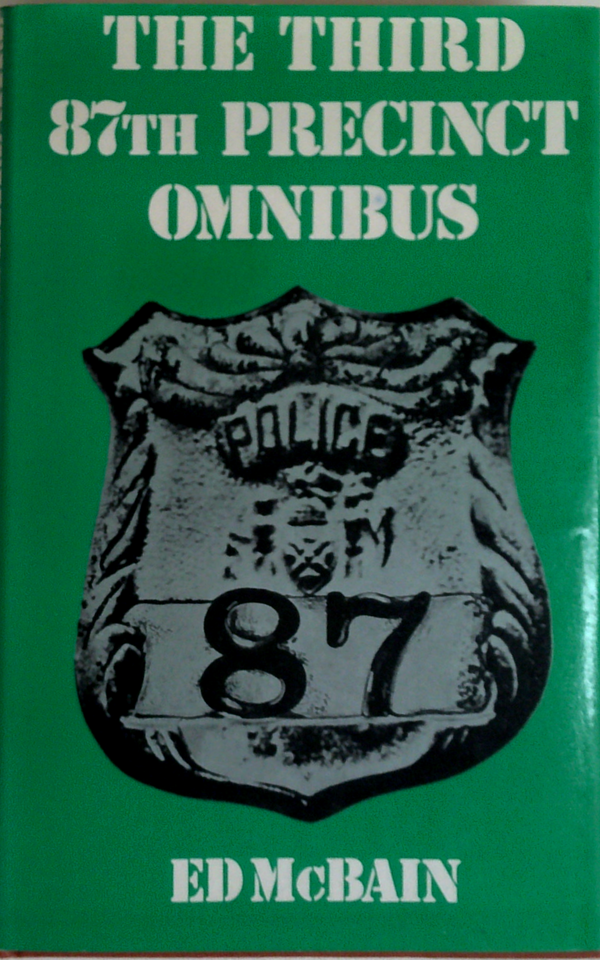 THE THIRD
87TH PRECINCT
OMNIBUS
POLICE
87
ED McBAIN